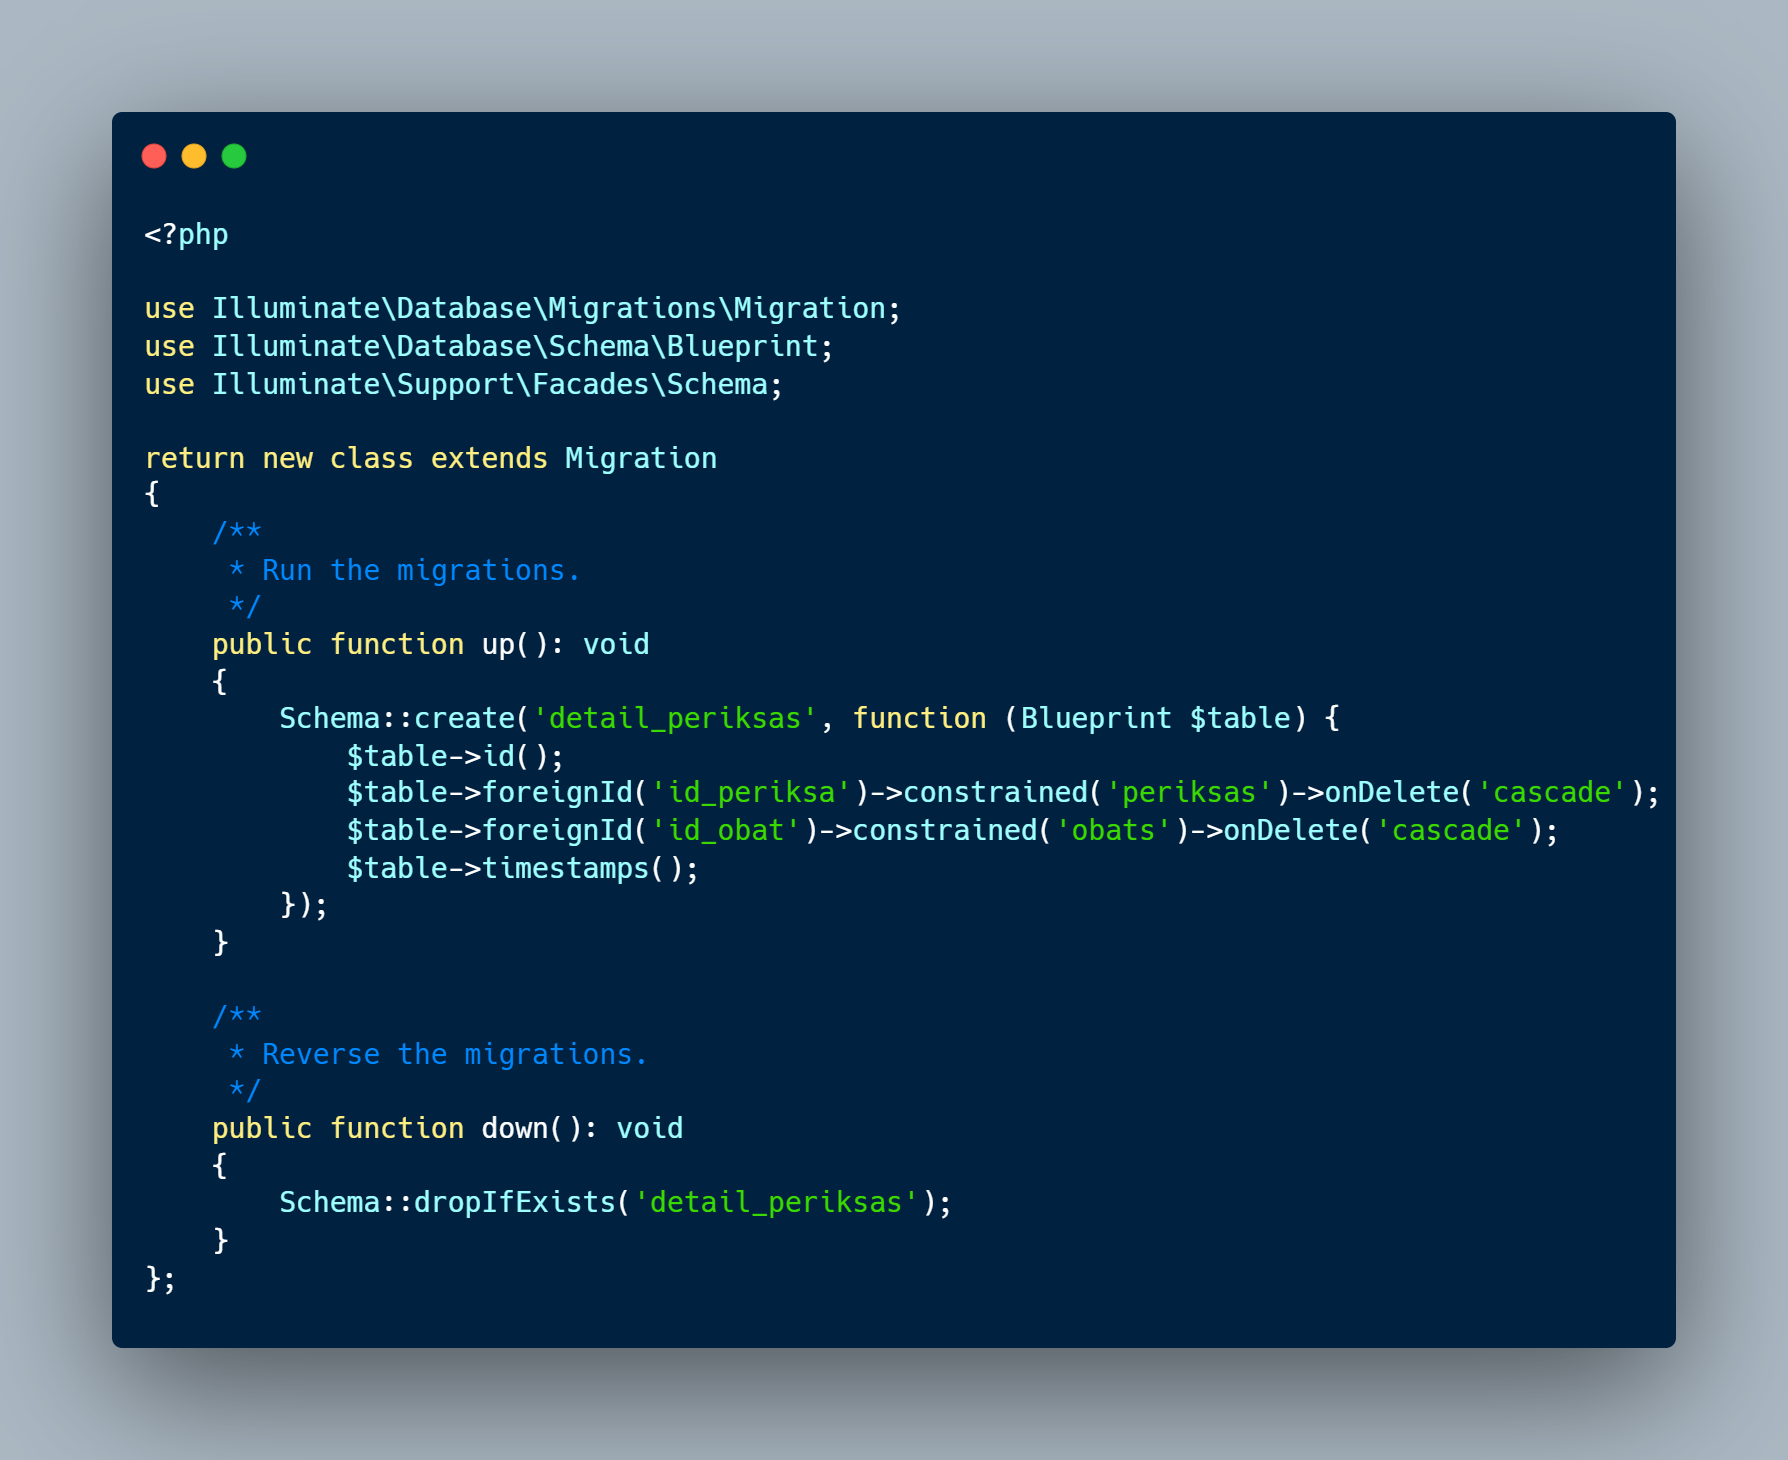 <?php

use Illuminate\Database\Migrations\Migration;
use Illuminate\Database\Schema\Blueprint;
use Illuminate\Support\Facades\Schema;

return new class extends Migration
{
    /**
     * Run the migrations.
     */
    public function up(): void
    {
        Schema::create('detail_periksas', function (Blueprint $table) {
            $table->id();
            $table->foreignId('id_periksa')->constrained('periksas')->onDelete('cascade');
            $table->foreignId('id_obat')->constrained('obats')->onDelete('cascade');
            $table->timestamps();
        });
    }

    /**
     * Reverse the migrations.
     */
    public function down(): void
    {
        Schema::dropIfExists('detail_periksas');
    }
};